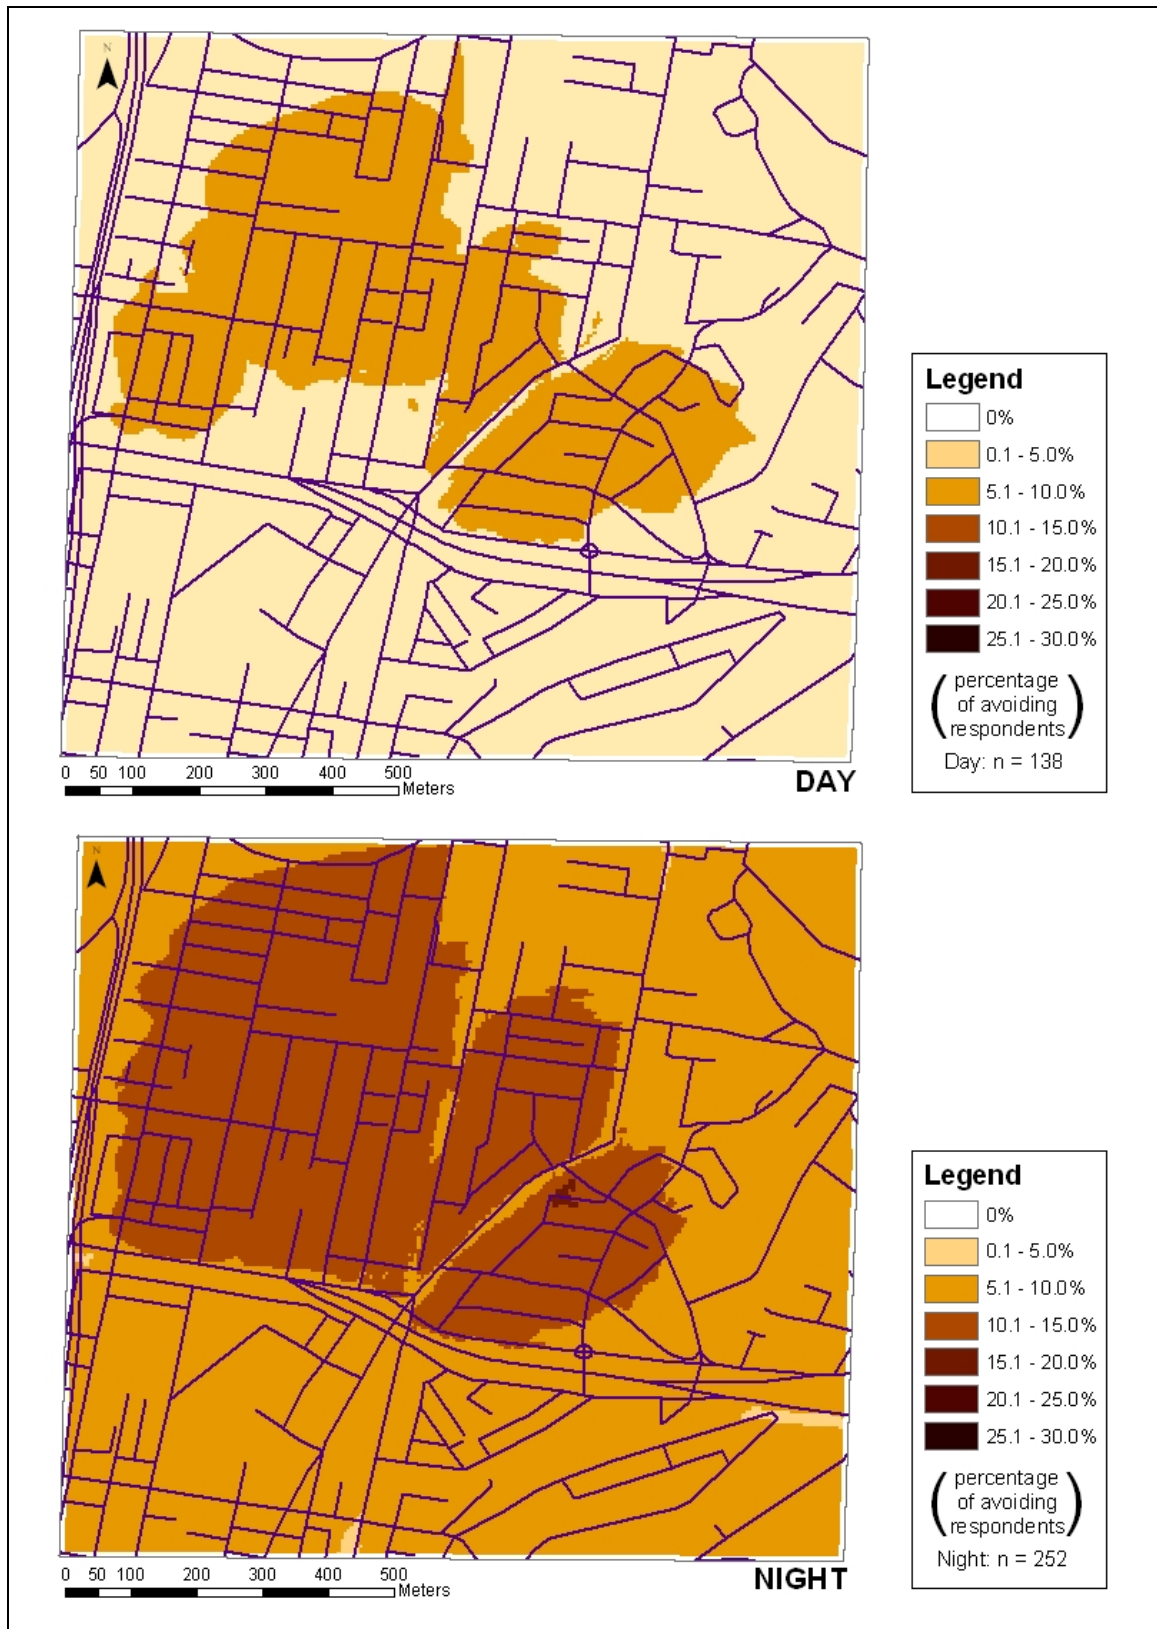 N
Legend
0%
0.1 - 5.0%
5.1 - 10.0%
10.1 - 15.0%
15.1 - 20.0%
20.1 - 25.0%
25.1 - 30.0%
(percentage
of avoiding
respondents)
Day: n = 138
0 50 100 200 300 400 500
Meters
DAY
N
Legend
0%
0.1 - 5.0%
5.1 - 10.0%
10.1 - 15.0%
15.1 - 20.0%
20.1 - 25.0%
25.1 - 30.0%
(percentage
of avoiding
respondents)
Night: n = 252
0 50 100 200 300 400 500
Meters
NIGHT